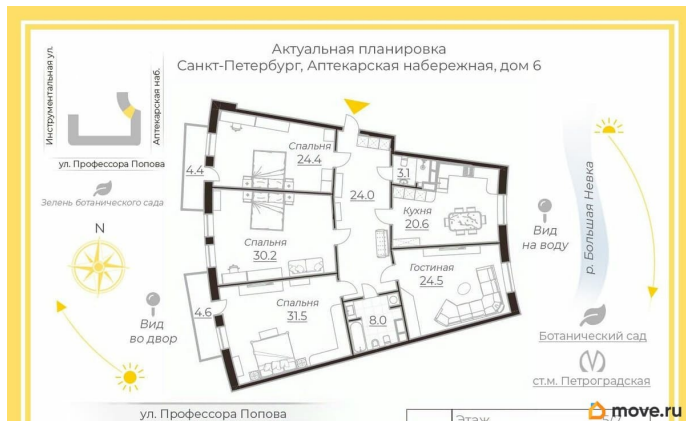 Актуальная планировка
Санкт-Петербург, Аптекарская набережная, дом 6
Инструментальная ул.
Аптекарская наб.
ул. Профессора Попова
Зелень ботанического сада
N
Вид
во двор
4.4
4.6
Спальня
24.4
Спальня
30.2
Спальня
31.5
24.0
3.1
Кухня
20.6
Гостиная
24.5
8.0
Вид
на воду
р. Большая Невка
Ботанический сад
ст.м. Петроградская
ул. Профессора Попова
Этаж
move.ru